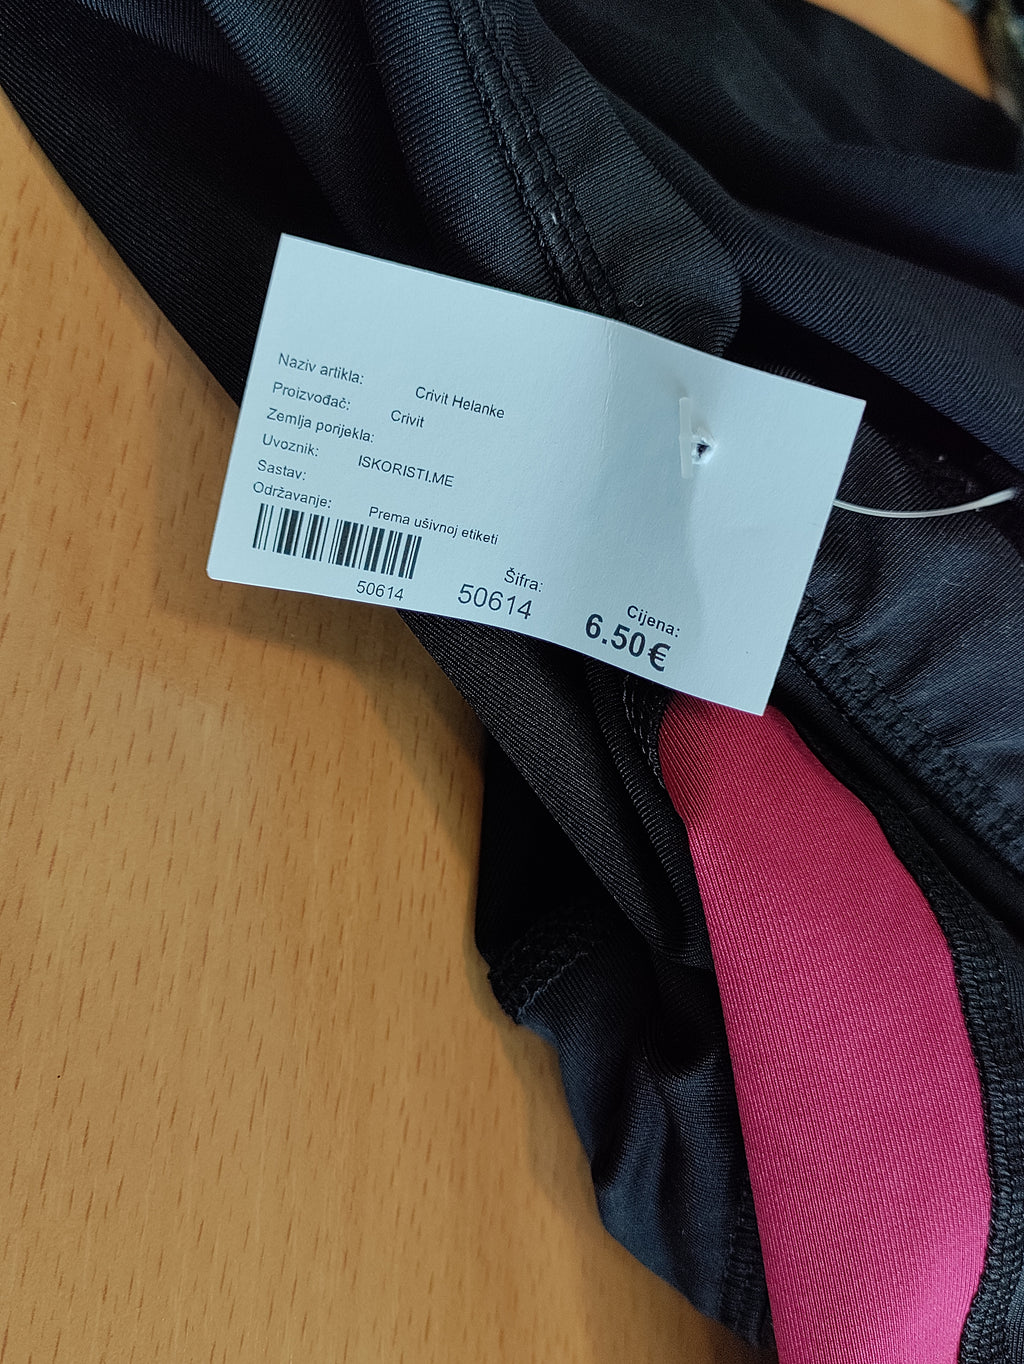 Naziv artikla: Crivit Helanke
Proizvođač: Crivit
Zemlja porijekla:
Uvoznik: ISKORISTI.ME
Sastav:
Održavanje: Prema ušivnoj etiketi
50614
Šifra:
50614
Cijena:
6.50€